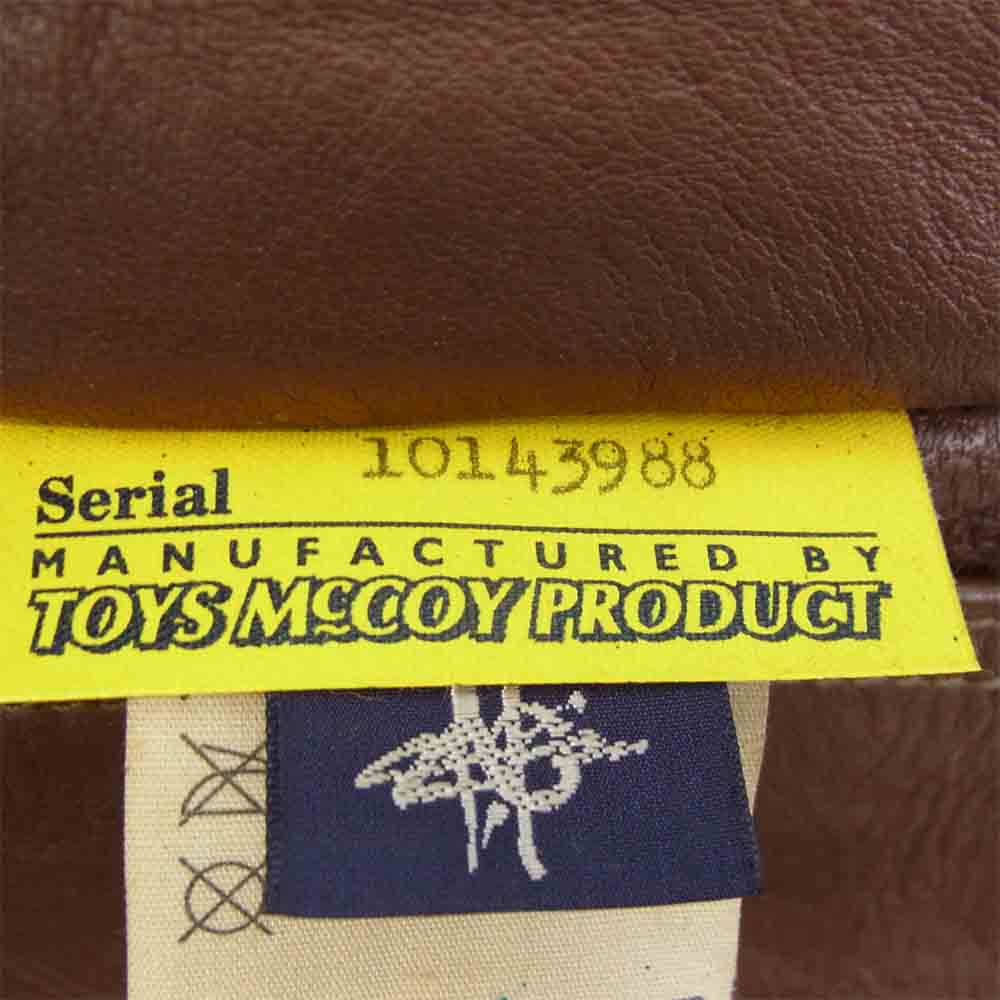 10143988
Serial
MANUFACTURED BY
TOYS McCOY PRODUCT